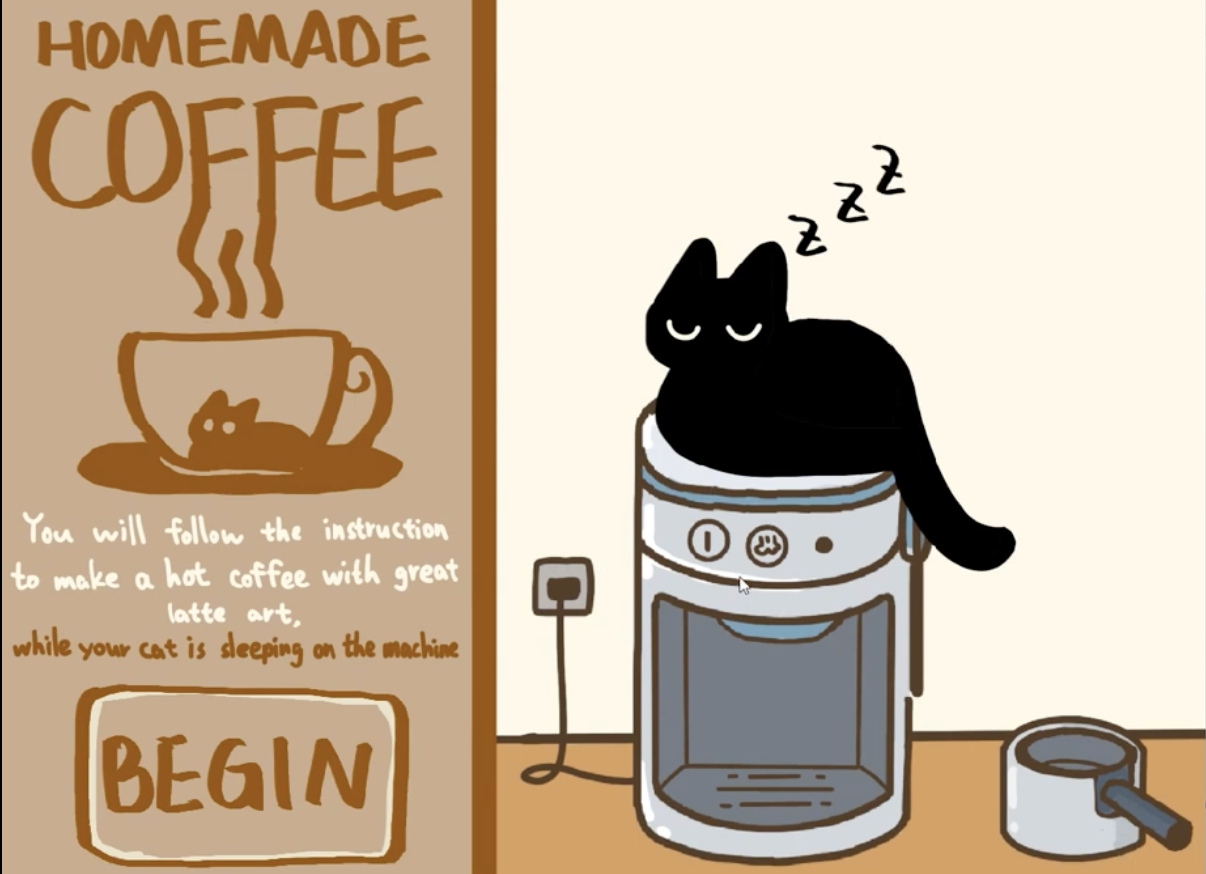 HOMEMADE
COFFEE
You will follow the instruction
to make a hot coffee with great
latte art,
while your cat is sleeping on the machine
BEGIN
z z z